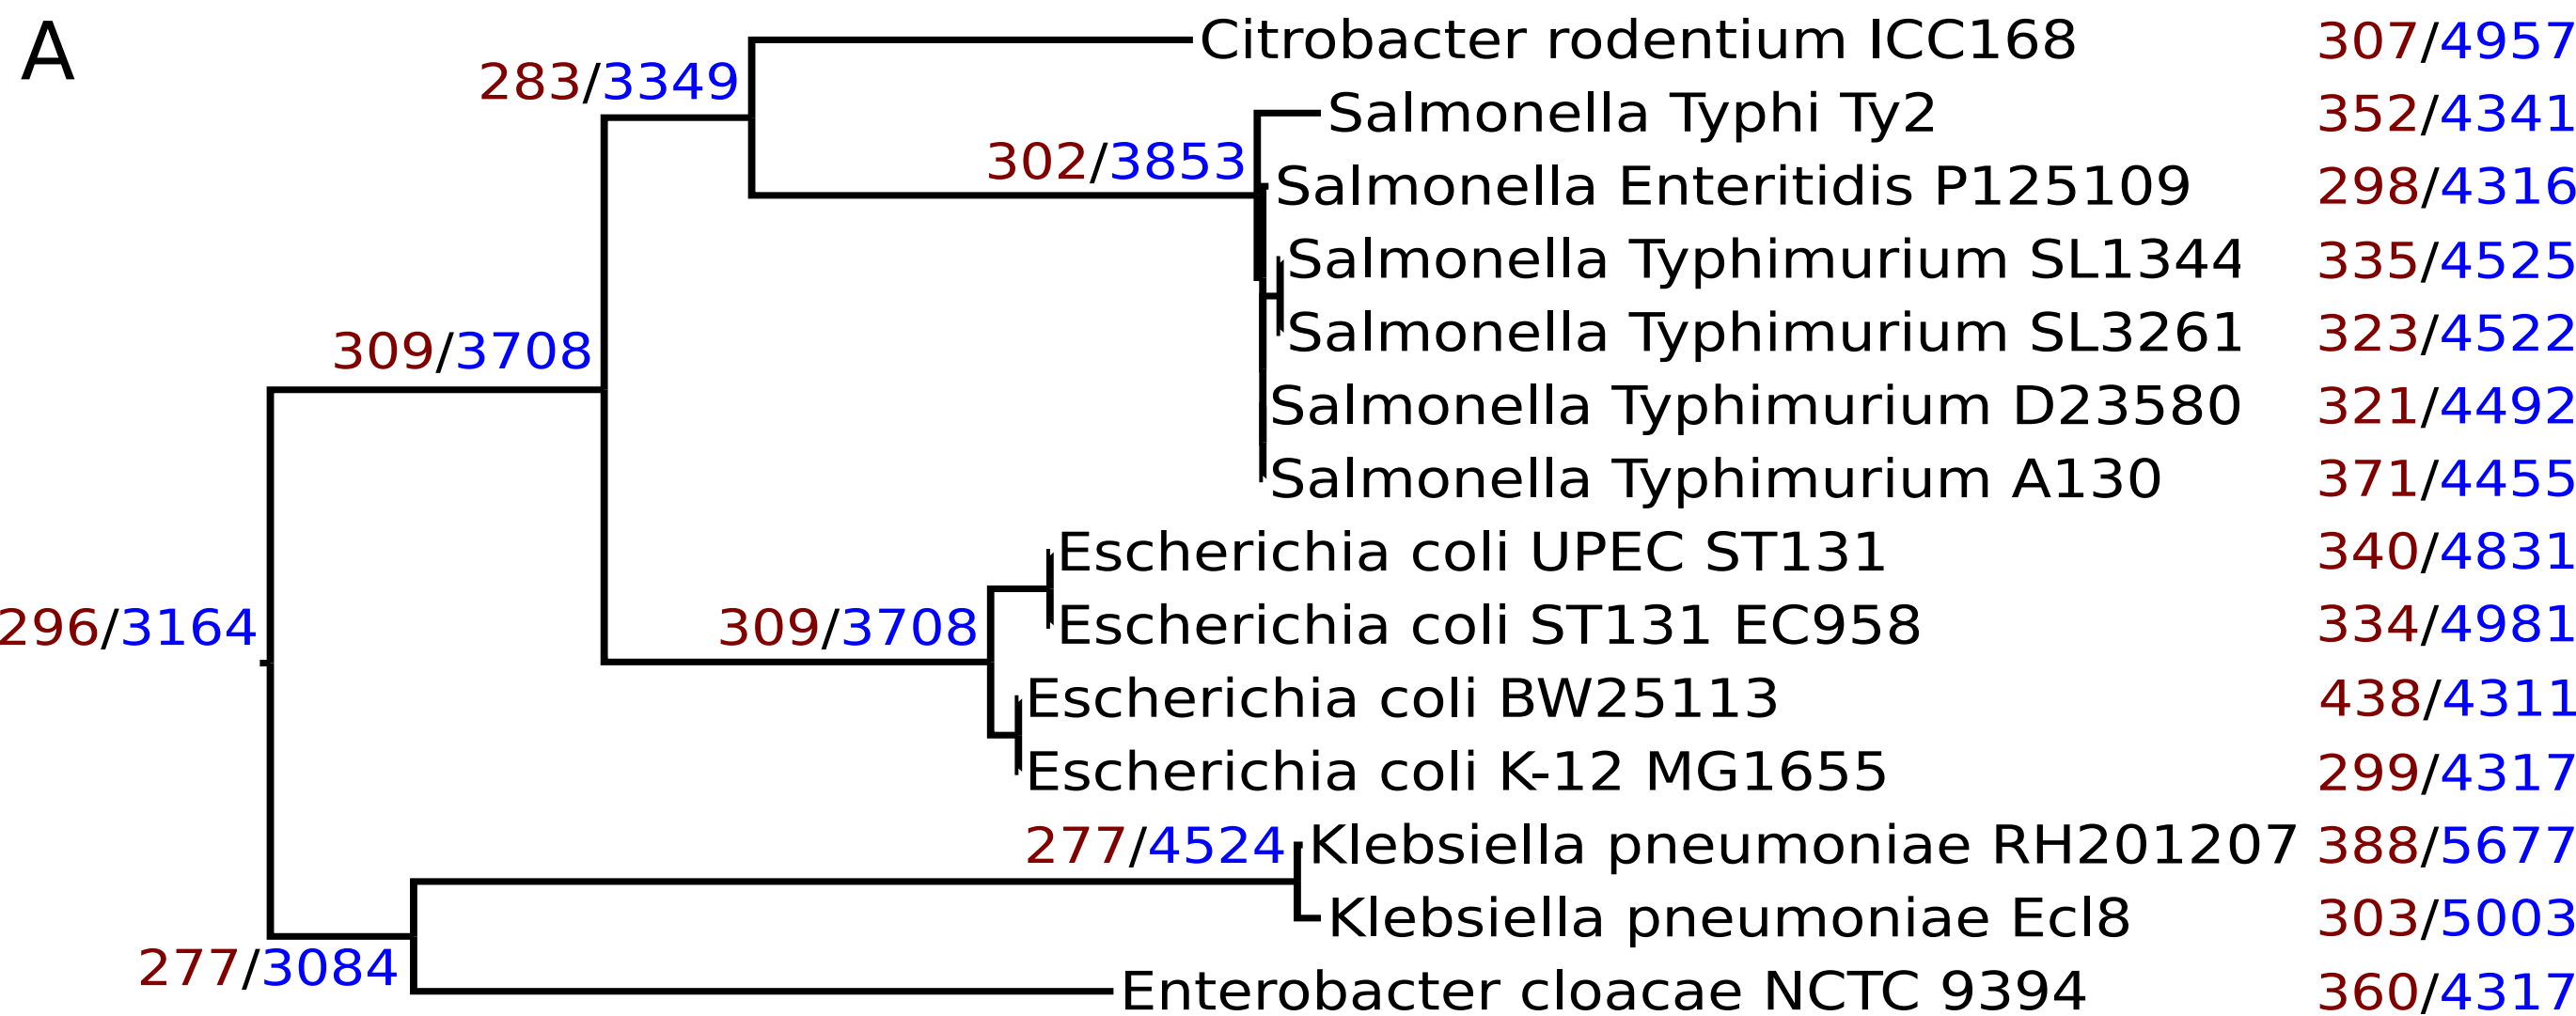 A
Citrobacter rodentium ICC168 307/4957
283/3349
Salmonella Typhi Ty2 352/4341
302/3853
Salmonella Enteritidis P125109 298/4316
Salmonella Typhimurium SL1344 335/4525
Salmonella Typhimurium SL3261 323/4522
309/3708
Salmonella Typhimurium D23580 321/4492
Salmonella Typhimurium A130 371/4455
Escherichia coli UPEC ST131 340/4831
296/3164
309/3708
Escherichia coli ST131 EC958 334/4981
Escherichia coli BW25113 438/4311
Escherichia coli K-12 MG1655 299/4317
277/4524
Klebsiella pneumoniae RH201207 388/5677
Klebsiella pneumoniae Ecl8 303/5003
277/3084
Enterobacter cloacae NCTC 9394 360/4317